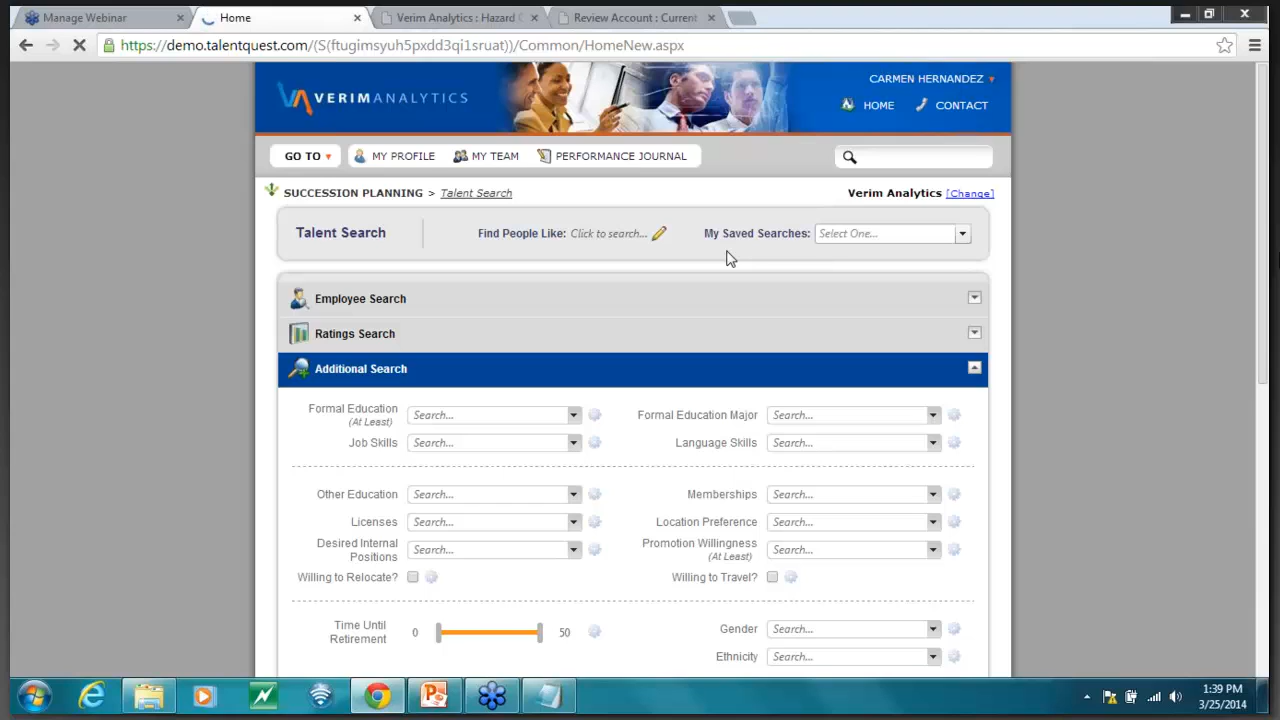 Manage Webinar
Home
Verim Analytics : Hazard
Review Account : Current
https://demo.talentquest.com/(S(ftugimsyuh5pxdd3qi1sruat))/Common/HomeNew.aspx
VERIMANALYTICS
CARMEN HERNANDEZ
HOME
CONTACT
GO TO
MY PROFILE
MY TEAM
PERFORMANCE JOURNAL
SUCCESSION PLANNING > Talent Search
Verim Analytics [Change]
Talent Search
Find People Like: Click to search...
My Saved Searches: Select One...
Employee Search
Ratings Search
Additional Search
Formal Education (At Least) Search...
Formal Education Major Search...
Job Skills Search...
Language Skills Search...
Other Education Search...
Memberships Search...
Licenses Search...
Location Preference Search...
Desired Internal Positions Search...
Promotion Willingness (At Least) Search...
Willing to Relocate?
Willing to Travel?
Time Until Retirement 0 50
Gender Search...
Ethnicity Search...
1:39 PM
3/25/2014